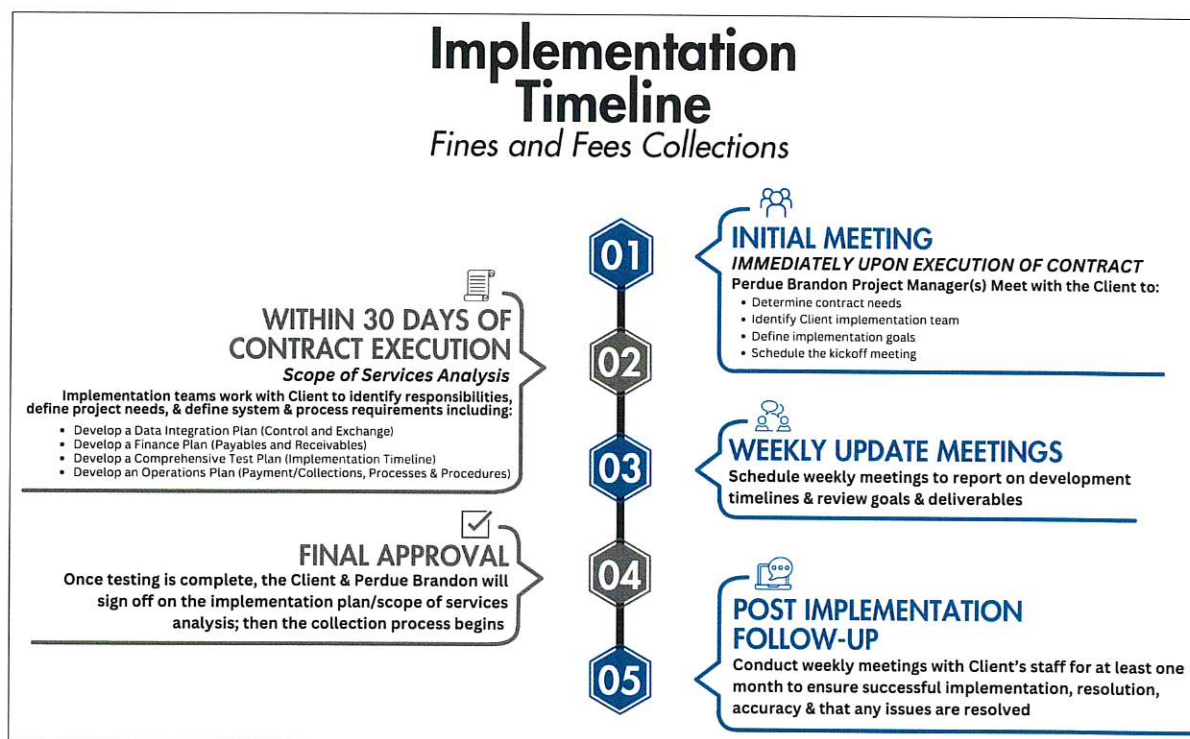 Implementation
Timeline
Fines and Fees Collections
01
INITIAL MEETING
IMMEDIATELY UPON EXECUTION OF CONTRACT
Perdue Brandon Project Manager(s) Meet with the Client to:
• Determine contract needs
• Identify Client implementation team
• Define implementation goals
• Schedule the kickoff meeting
02
WITHIN 30 DAYS OF
CONTRACT EXECUTION
Scope of Services Analysis
Implementation teams work with Client to identify responsibilities,
define project needs, & define system & process requirements including:
• Develop a Data Integration Plan (Control and Exchange)
• Develop a Finance Plan (Payables and Receivables)
• Develop a Comprehensive Test Plan (Implementation Timeline)
• Develop an Operations Plan (Payment/Collections, Processes & Procedures)
03
WEEKLY UPDATE MEETINGS
Schedule weekly meetings to report on development
timelines & review goals & deliverables
04
FINAL APPROVAL
Once testing is complete, the Client & Perdue Brandon will
sign off on the implementation plan/scope of services
analysis; then the collection process begins
05
POST IMPLEMENTATION
FOLLOW-UP
Conduct weekly meetings with Client's staff for at least one
month to ensure successful implementation, resolution,
accuracy & that any issues are resolved